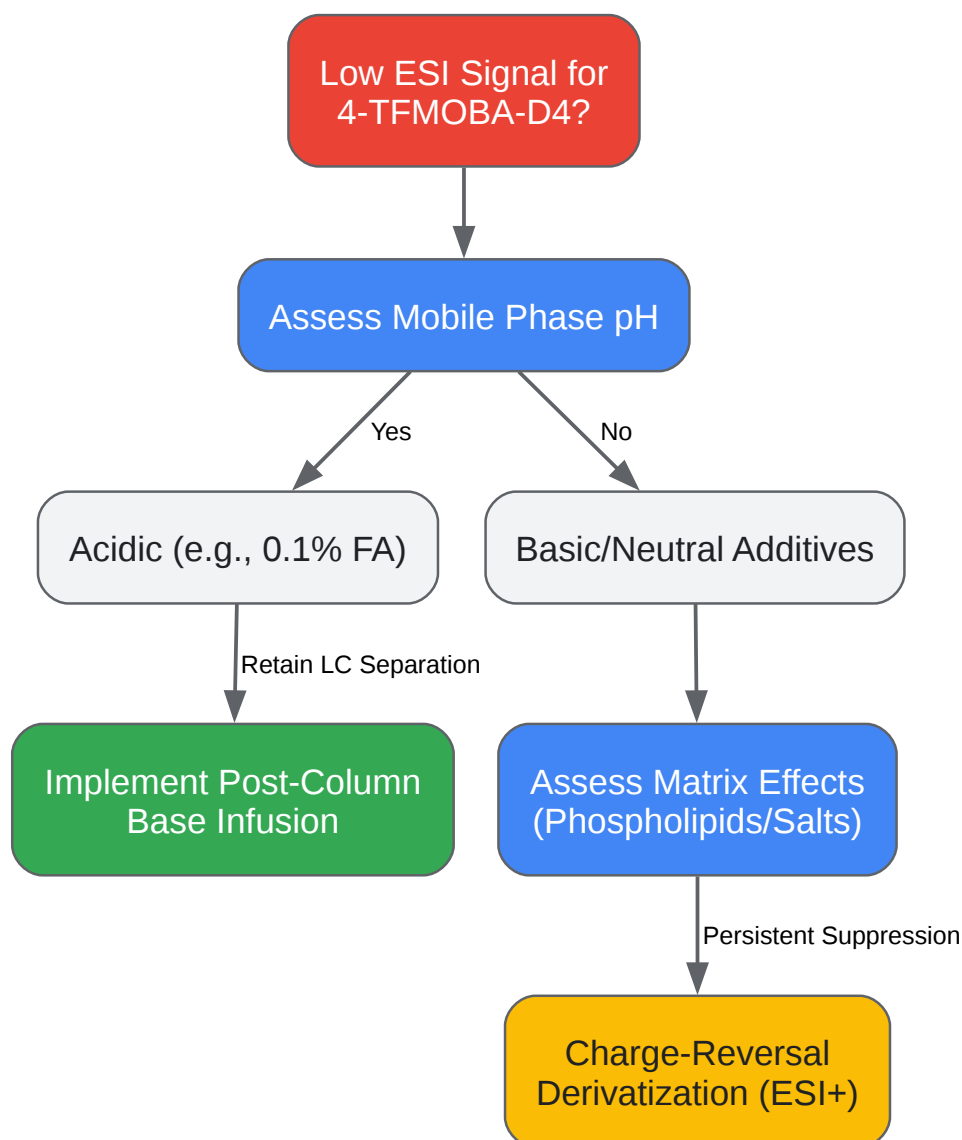 Low ESI Signal for
4-TFMOBA-D4?
Assess Mobile Phase pH
Yes
No
Acidic (e.g., 0.1% FA)
Basic/Neutral Additives
Retain LC Separation
Implement Post-Column
Base Infusion
Assess Matrix Effects
(Phospholipids/Salts)
Persistent Suppression
Charge-Reversal
Derivatization (ESI+)